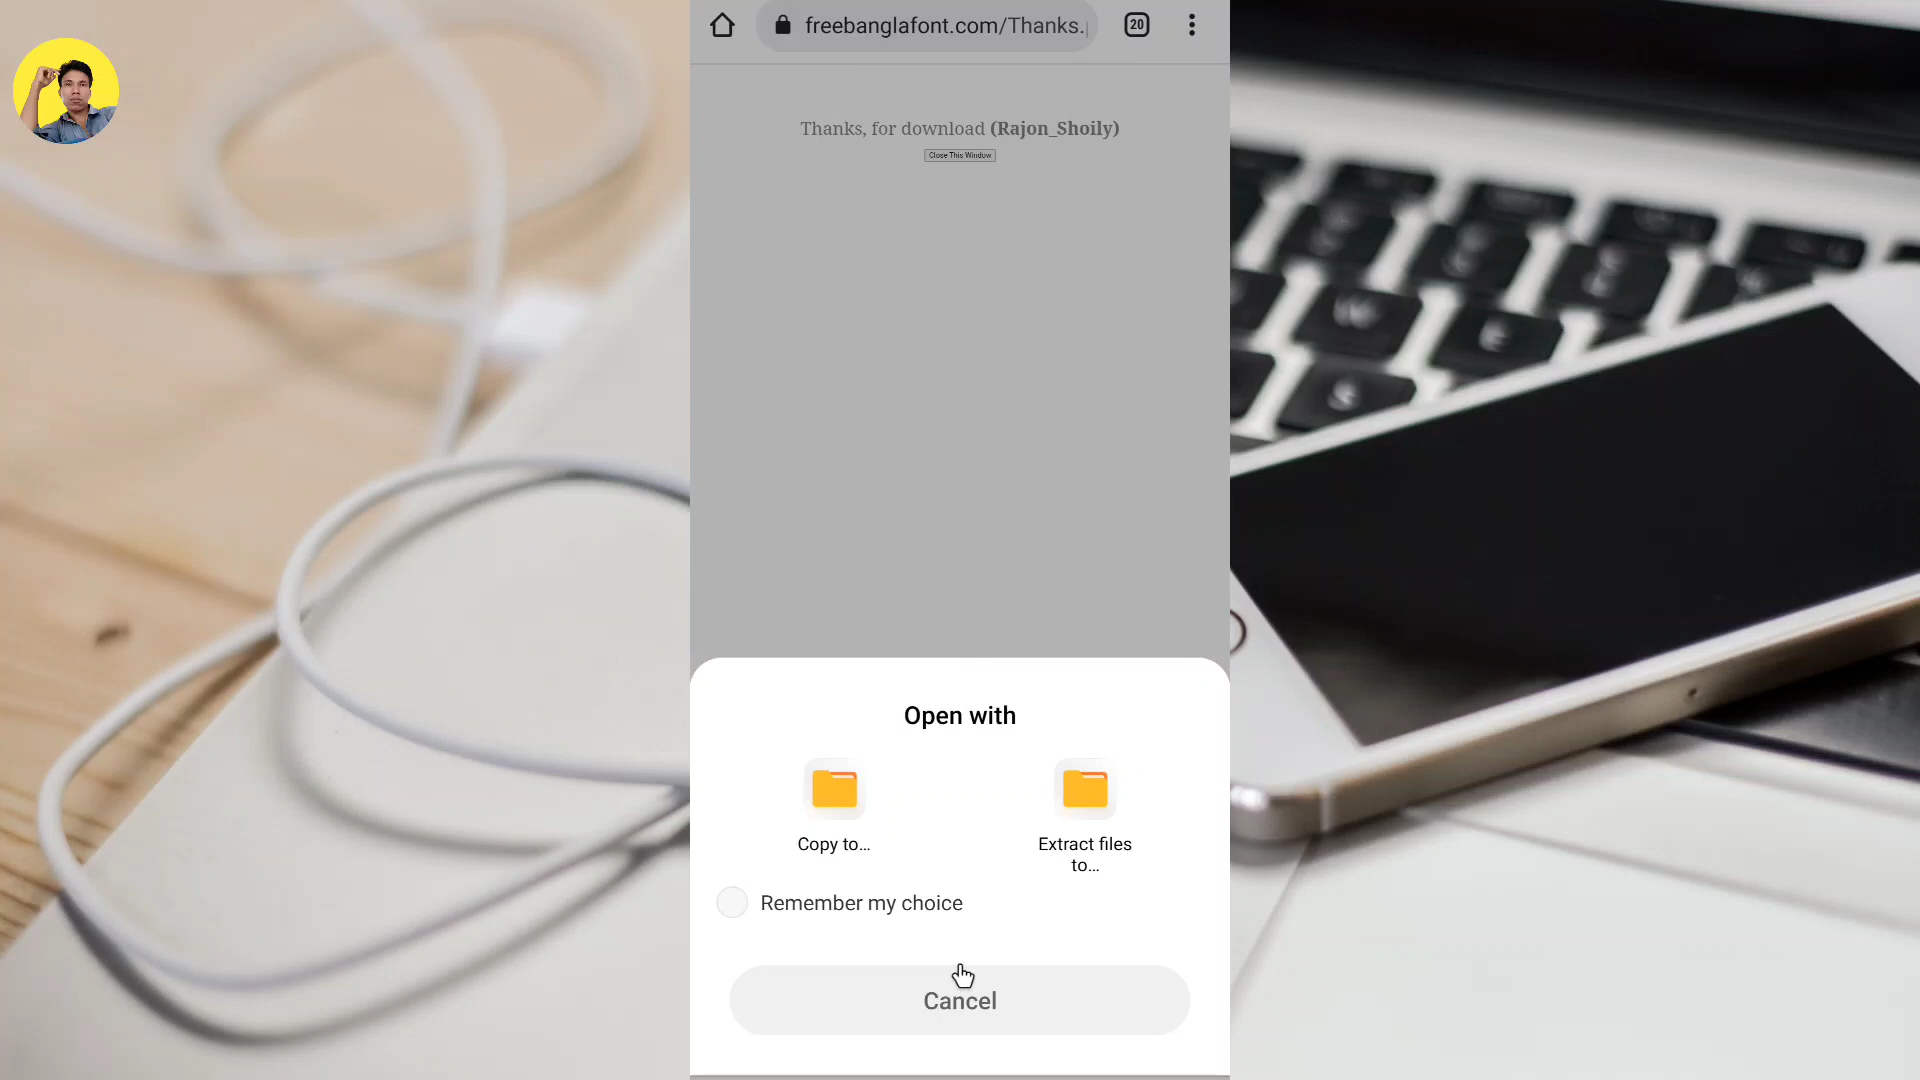 20
freebanglafont.com/Thanks.
Thanks, for download (Rajon_Shoily)
Close This Window
Open with
Copy to...
Extract files
to...
Remember my choice
Cancel
W
E
S